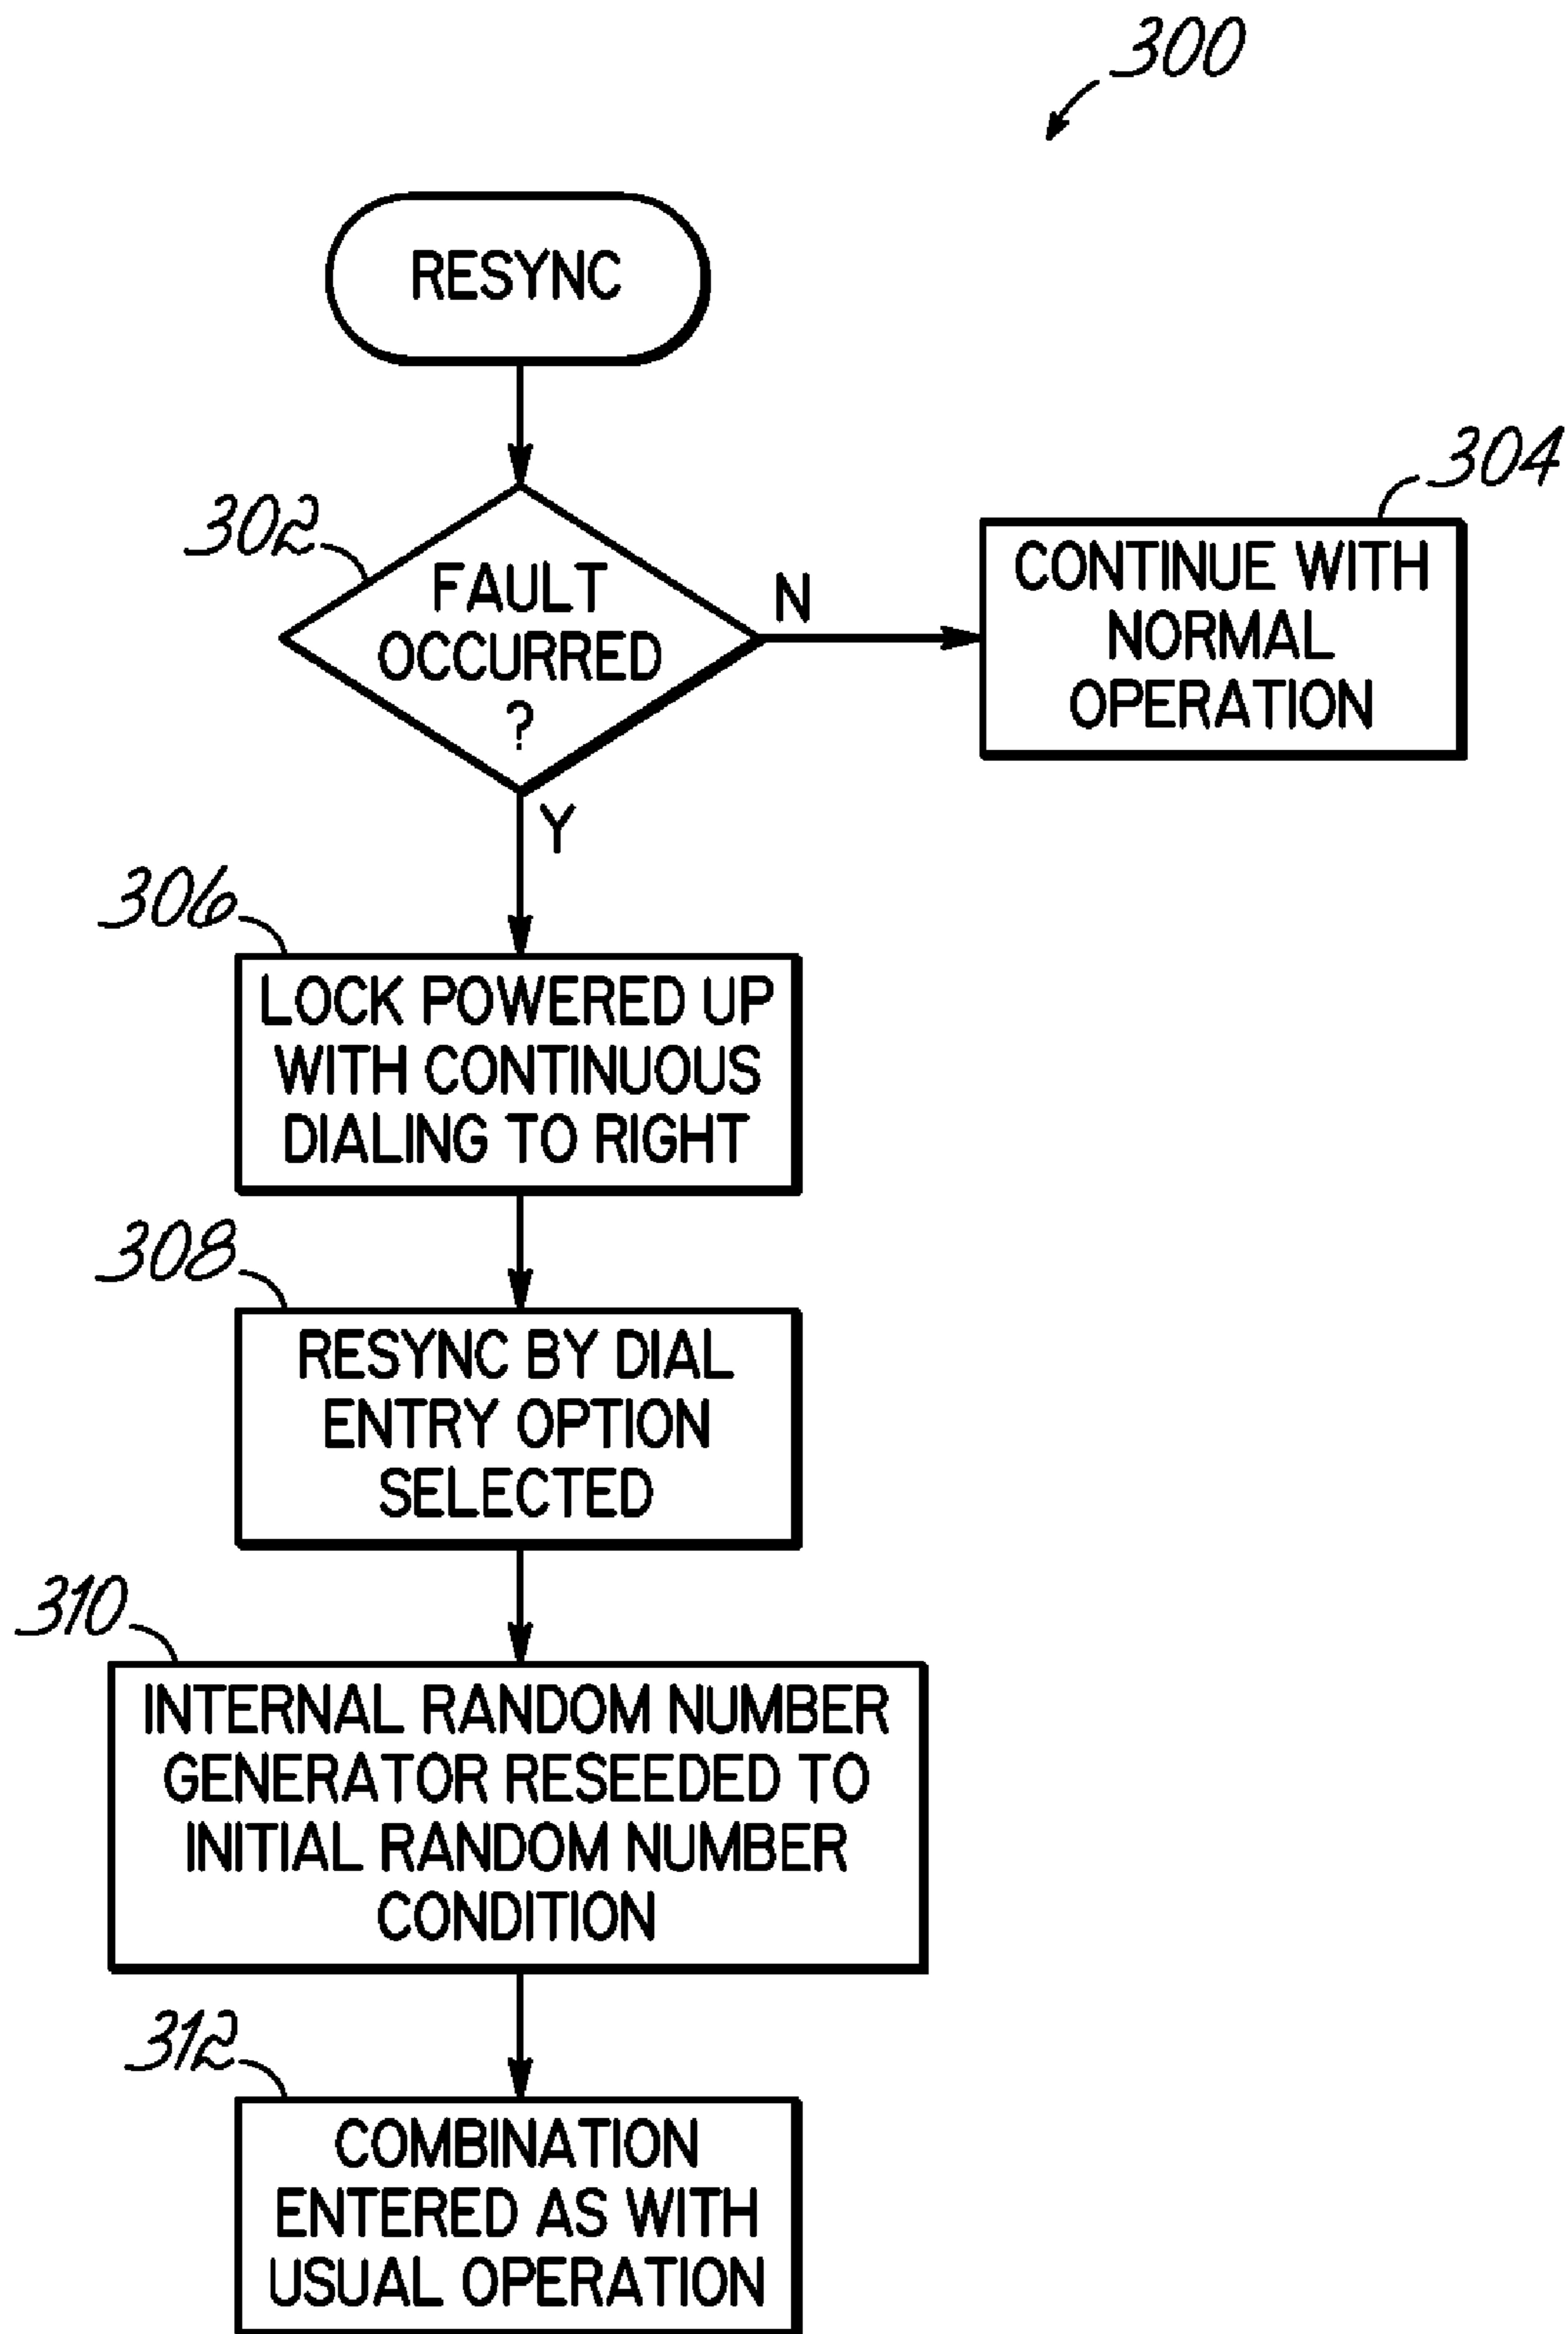 300
RESYNC
302
FAULT
OCCURRED
?
N
304
CONTINUE WITH
NORMAL
OPERATION
Y
306
LOCK POWERED UP
WITH CONTINUOUS
DIALING TO RIGHT
308
RESYNC BY DIAL
ENTRY OPTION
SELECTED
310
INTERNAL RANDOM NUMBER
GENERATOR RESEEDED TO
INITIAL RANDOM NUMBER
CONDITION
312
COMBINATION
ENTERED AS WITH
USUAL OPERATION